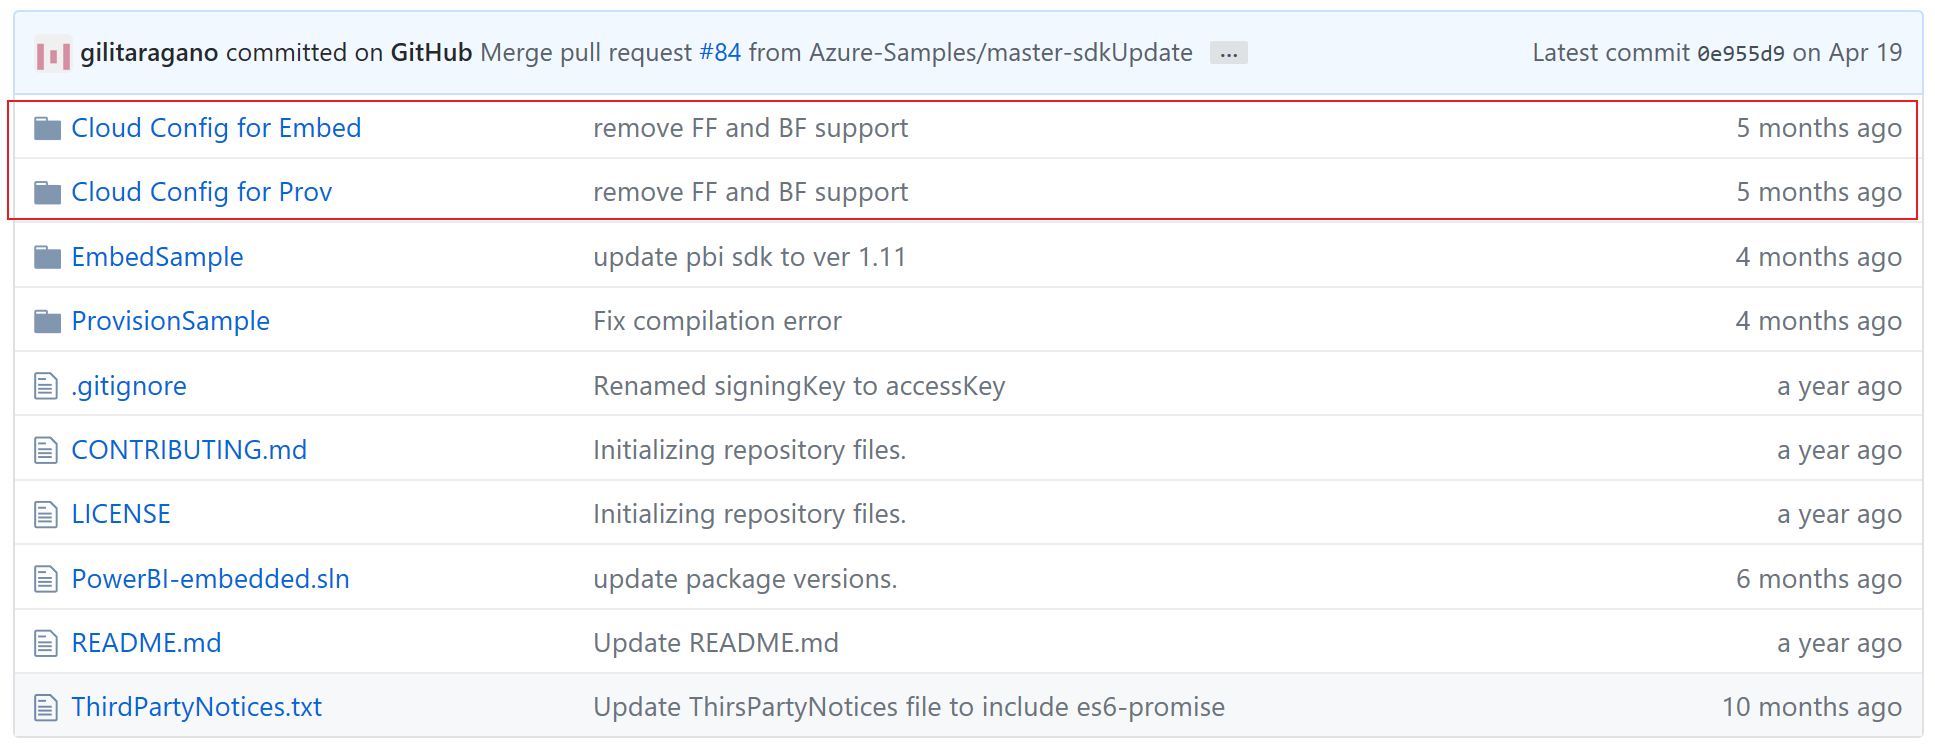 gilitaragano committed on GitHub Merge pull request #84 from Azure-Samples/master-sdkUpdate ... Latest commit 0e955d9 on Apr 19
Cloud Config for Embed remove FF and BF support 5 months ago
Cloud Config for Prov remove FF and BF support 5 months ago
EmbedSample update pbi sdk to ver 1.11 4 months ago
ProvisionSample Fix compilation error 4 months ago
.gitignore Renamed signingKey to accessKey a year ago
CONTRIBUTING.md Initializing repository files. a year ago
LICENSE Initializing repository files. a year ago
PowerBI-embedded.sln update package versions. 6 months ago
README.md Update README.md a year ago
ThirdPartyNotices.txt Update ThirsPartyNotices file to include es6-promise 10 months ago